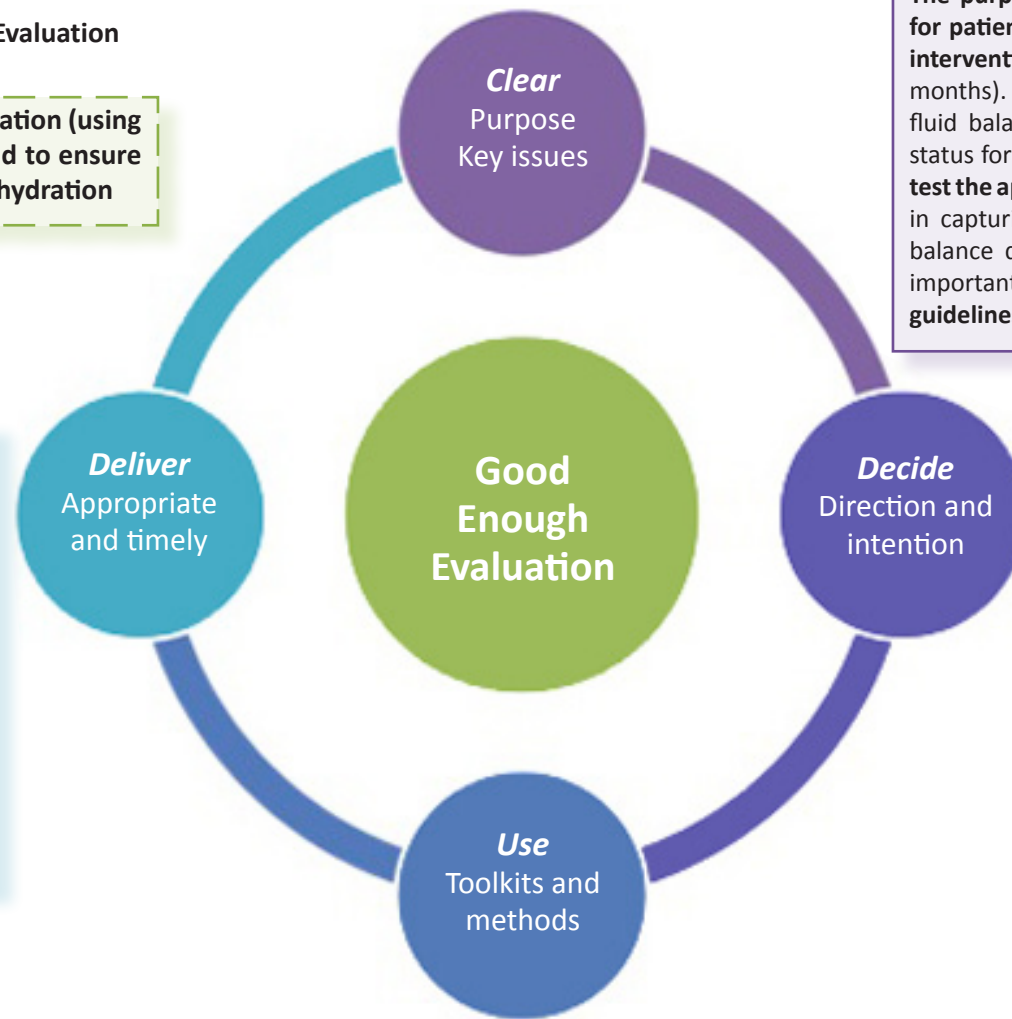 Evaluation
ation (using
d to ensure
hydration
for patien
interventi
months).
fluid bala
status for
test the a
in captur
balance
important
guideline
Clear
Purpose
Key issues
Deliver
Appropriate
and timely
Good
Enough
Evaluation
Decide
Direction and
intention
Use
Toolkits and
methods